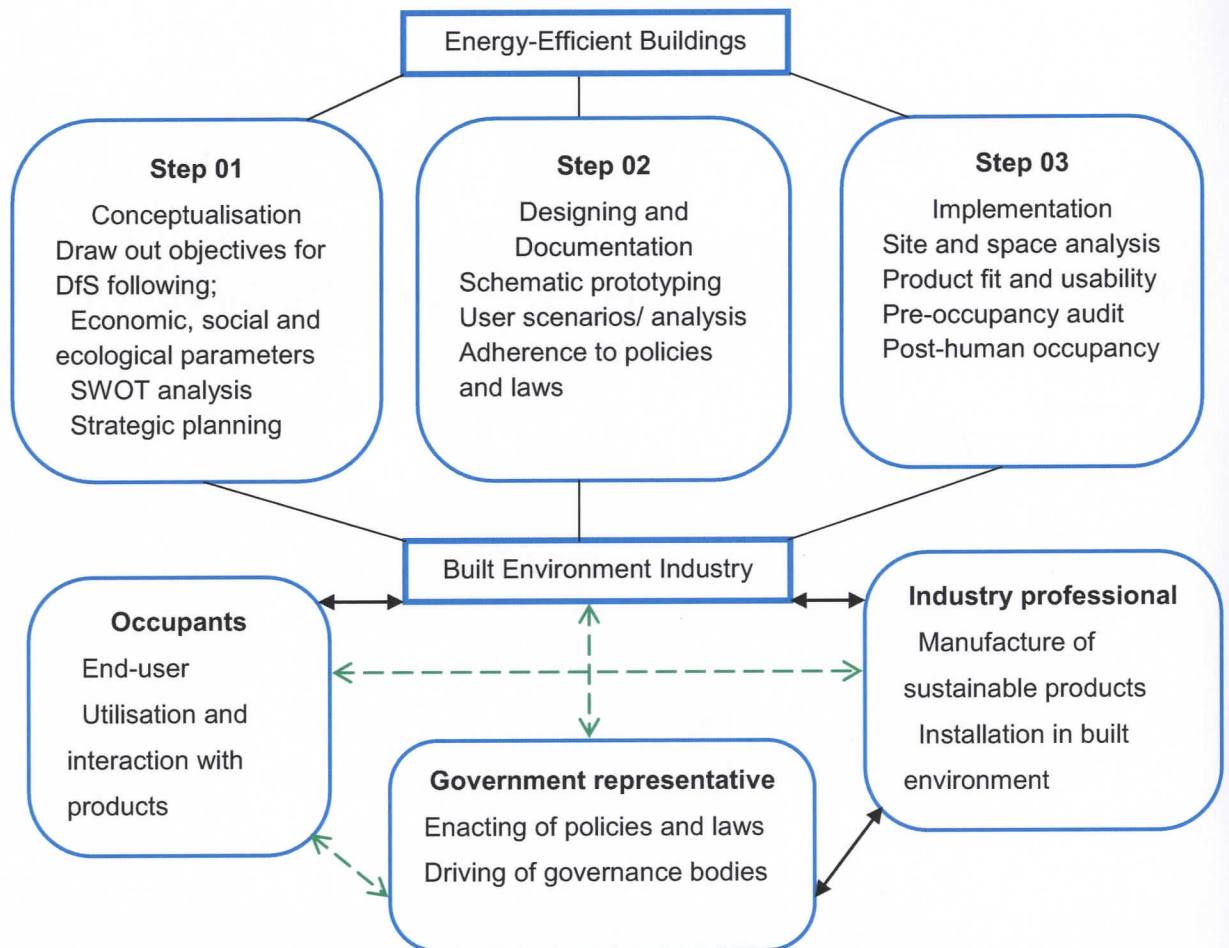 Energy-Efficient Buildings
Step 01
Conceptualisation
Draw out objectives for
DfS following;
Economic, social and
ecological parameters
SWOT analysis
Strategic planning
Step 02
Designing and
Documentation
Schematic prototyping
User scenarios/ analysis
Adherence to policies
and laws
Step 03
Implementation
Site and space analysis
Product fit and usability
Pre-occupancy audit
Post-human occupancy
Built Environment Industry
Occupants
End-user
Utilisation and
interaction with
products
Government representative
Enacting of policies and laws
Driving of governance bodies
Industry professional
Manufacture of
sustainable products
Installation in built
environment